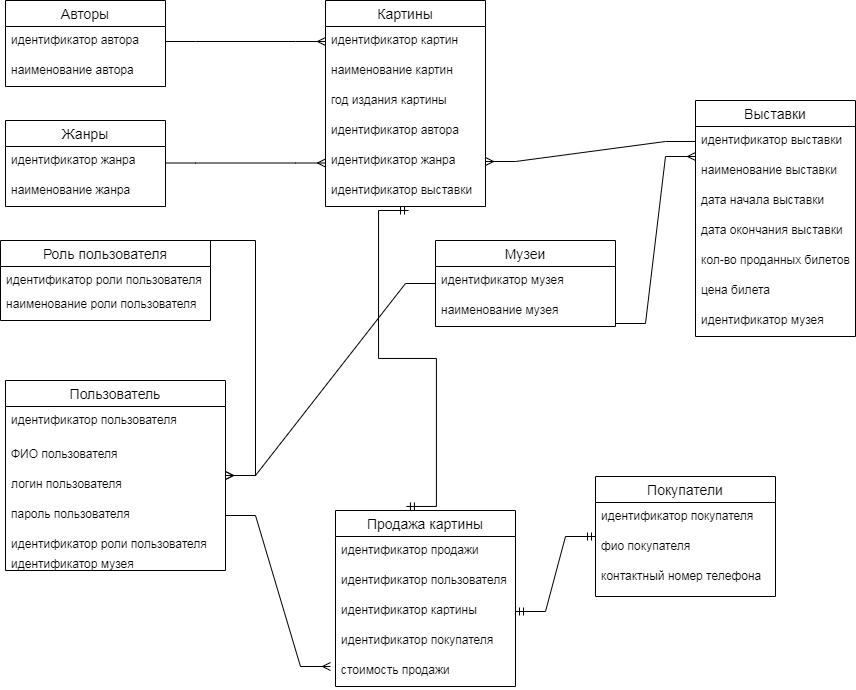 Авторы
идентификатор автора
наименование автора
Картины
идентификатор картин
наименование картин
год издания картины
идентификатор автора
идентификатор жанра
идентификатор выставки
Жанры
идентификатор жанра
наименование жанра
Выставки
идентификатор выставки
наименование выставки
дата начала выставки
дата окончания выставки
кол-во проданных билетов
цена билета
идентификатор музея
Роль пользователя
идентификатор роли пользователя
наименование роли пользователя
Музеи
идентификатор музея
наименование музея
Пользователь
идентификатор пользователя
ФИО пользователя
логин пользователя
пароль пользователя
идентификатор роли пользователя
идентификатор музея
Продажа картины
идентификатор продажи
идентификатор пользователя
идентификатор картины
идентификатор покупателя
стоимость продажи
Покупатели
идентификатор покупателя
фио покупателя
контактный номер телефона